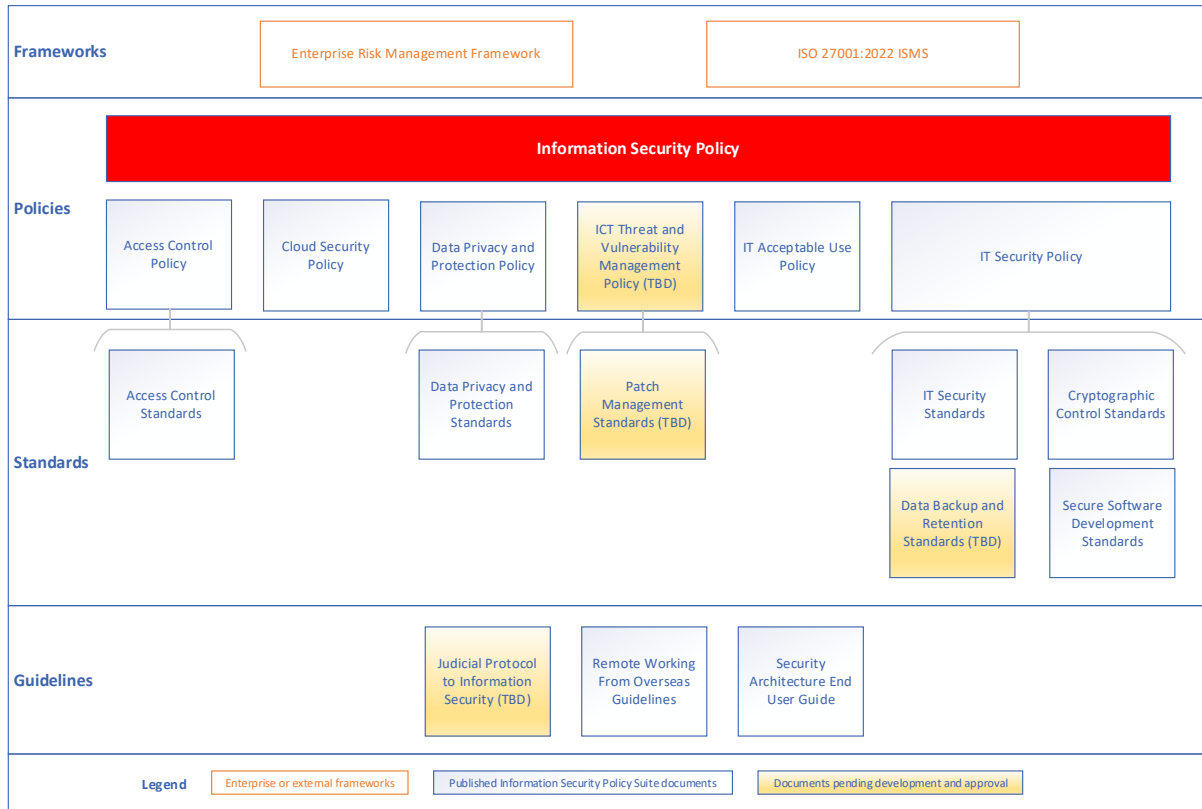 Frameworks
Enterprise Risk Management Framework
ISO 27001:2022 ISMS
Policies
Information Security Policy
Access Control
Policy
Cloud Security
Policy
Data Privacy and
Protection Policy
ICT Threat and
Vulnerability
Management
Policy (TBD)
IT Acceptable Use
Policy
IT Security Policy
Standards
Access Control
Standards
Data Privacy and
Protection
Standards
Patch
Management
Standards (TBD)
IT Security
Standards
Cryptographic
Control Standards
Data Backup and
Retention
Standards (TBD)
Secure Software
Development
Standards
Guidelines
Judicial Protocol
to Information
Security (TBD)
Remote Working
From Overseas
Guidelines
Security
Architecture End
User Guide
Legend
Enterprise or external frameworks
Published Information Security Policy Suite documents
Documents pending development and approval